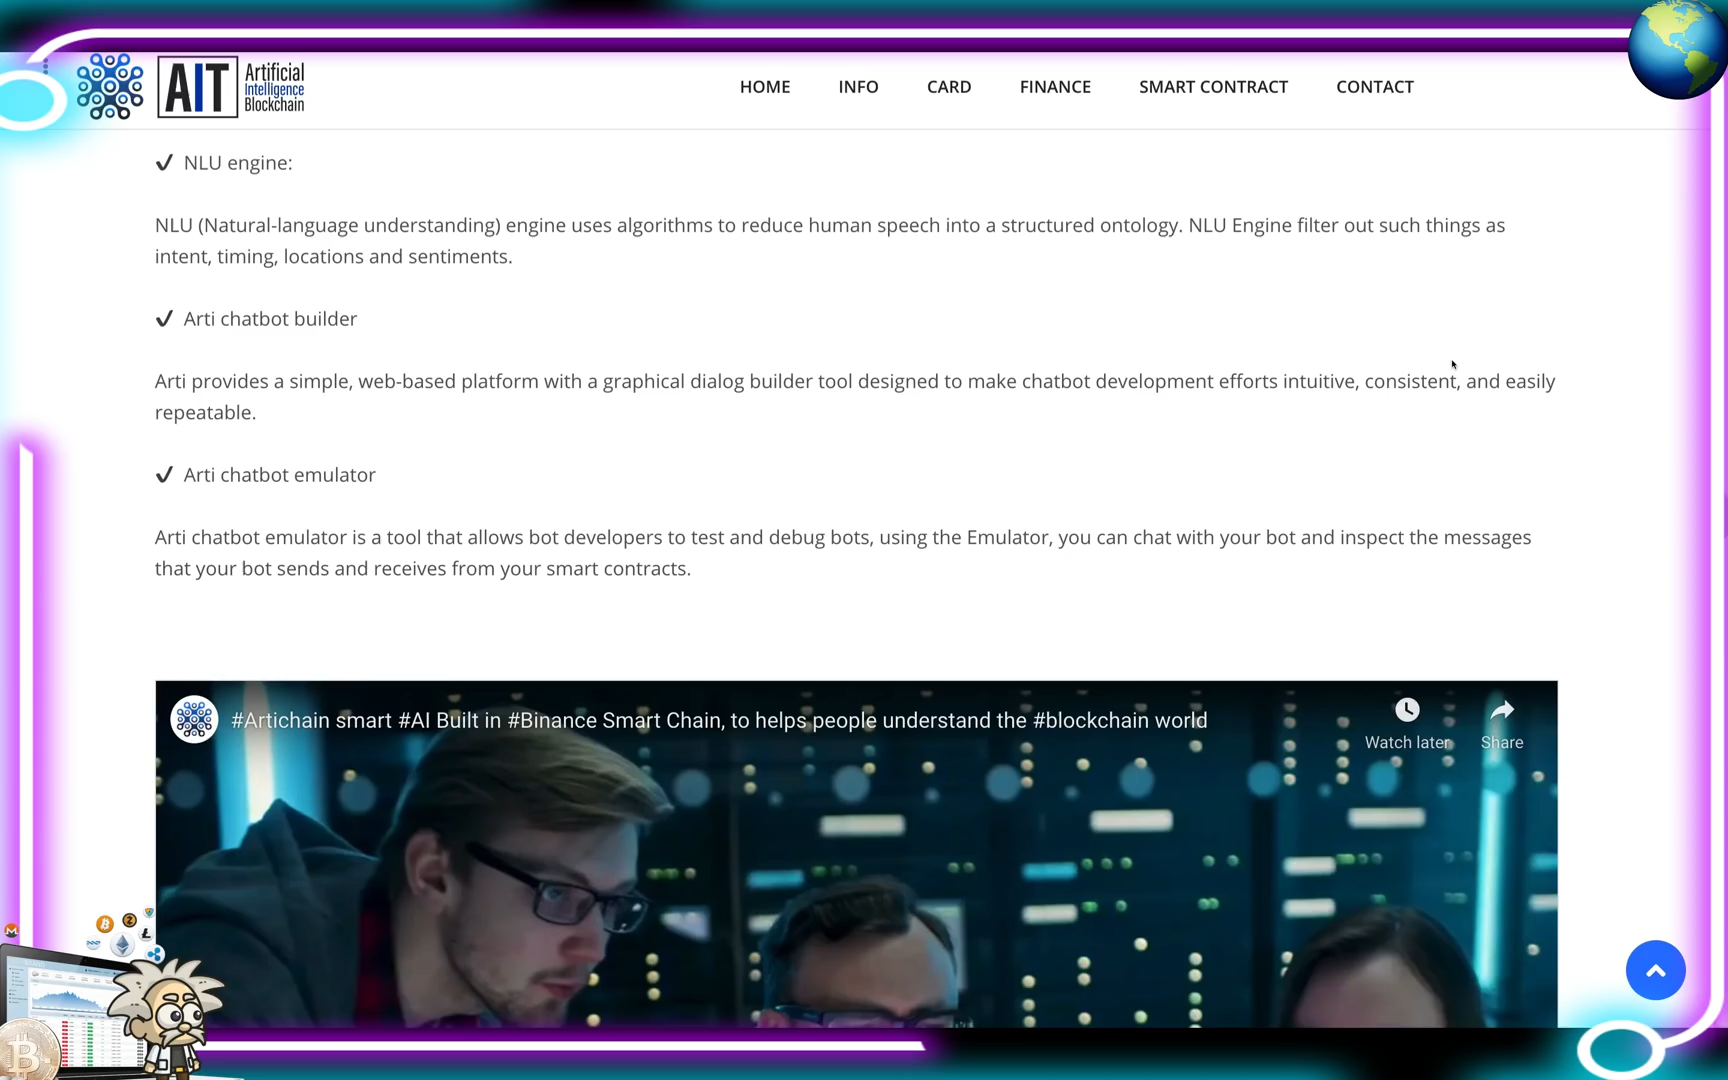 AIT Artificial
Intelligence
Blockchain
HOME INFO CARD FINANCE SMART CONTRACT CONTACT
✔ NLU engine:
NLU (Natural-language understanding) engine uses algorithms to reduce human speech into a structured ontology. NLU Engine filter out such things as
intent, timing, locations and sentiments.
✔ Arti chatbot builder
Arti provides a simple, web-based platform with a graphical dialog builder tool designed to make chatbot development efforts intuitive, consistent, and easily
repeatable.
✔ Arti chatbot emulator
Arti chatbot emulator is a tool that allows bot developers to test and debug bots, using the Emulator, you can chat with your bot and inspect the messages
that your bot sends and receives from your smart contracts.
#Artichain smart #AI Built in #Binance Smart Chain, to helps people understand the #blockchain world
Watch later Share